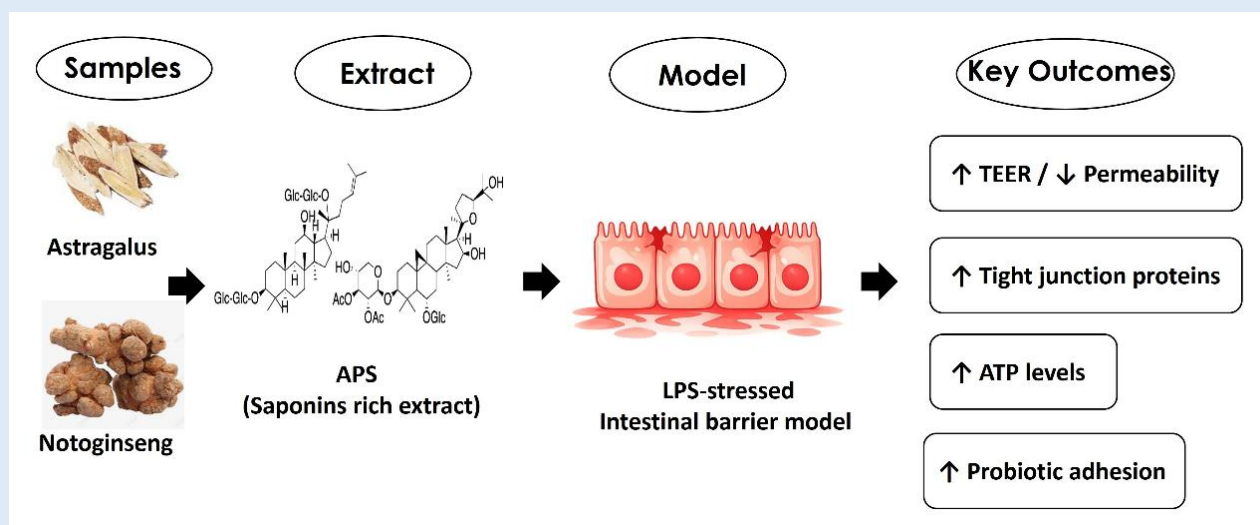 Samples
Extract
Model
Key Outcomes
Astragalus
Notoginseng
Glc-Glc-O
OH
H
H
H
H
Glc-Glc-O
H
HO
O
AcO
OAc
O
O
OGlc
H
OH
O
OH
APS
(Saponins rich extract)
LPS-stressed
Intestinal barrier model
↑ TEER / ↓ Permeability
↑ Tight junction proteins
↑ ATP levels
↑ Probiotic adhesion